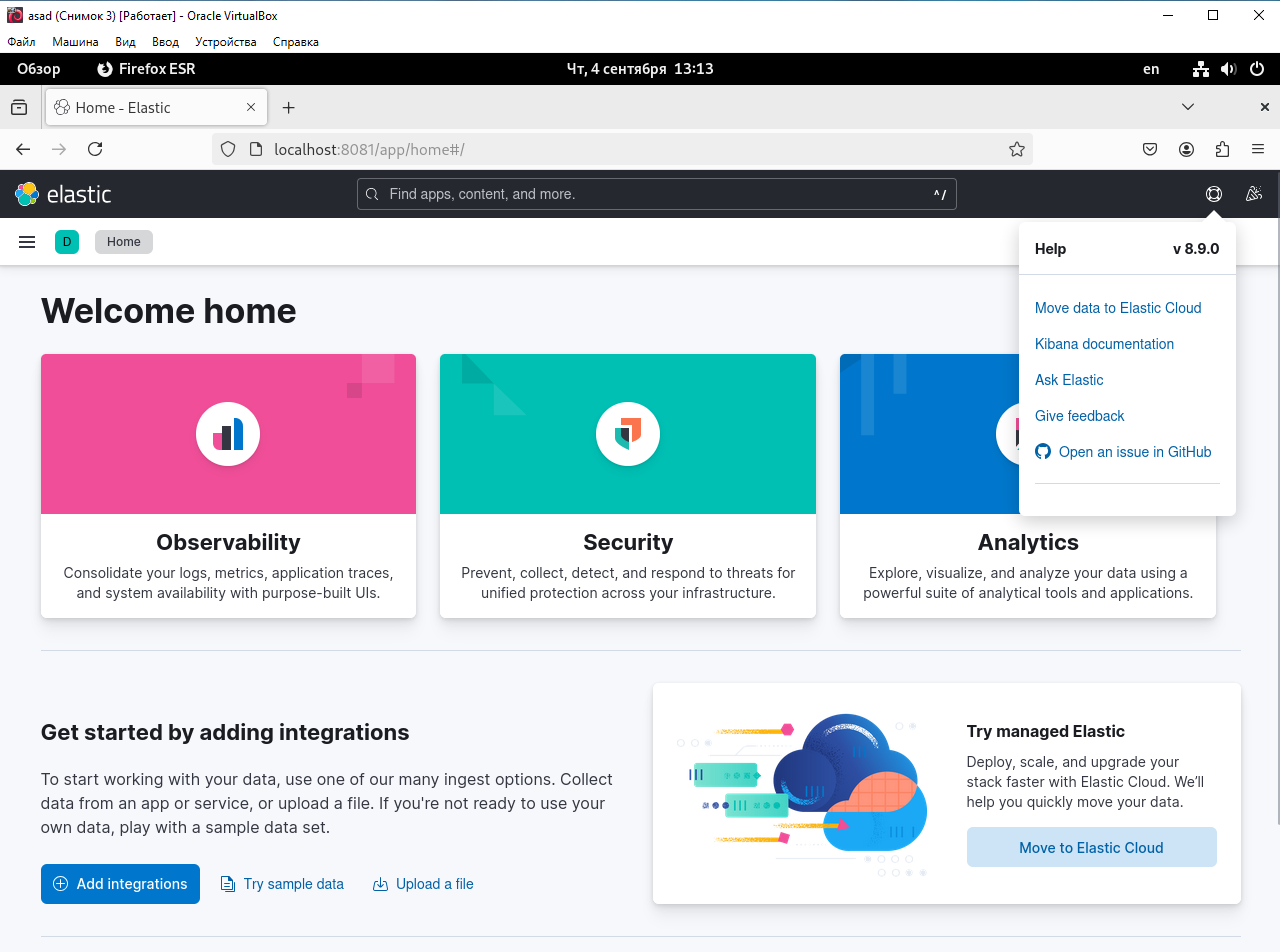 asad (Снимок 3) [Работает] - Oracle VirtualBox
Файл Машина Вид Ввод Устройства Справка
Обзор Firefox ESR Чт, 4 сентября 13:13 en
Home - Elastic
localhost:8081/app/home#/
elastic Find apps, content, and more. ^/
D Home
Help v 8.9.0
Move data to Elastic Cloud
Kibana documentation
Ask Elastic
Give feedback
Open an issue in GitHub
Welcome home
Observability
Consolidate your logs, metrics, application traces,
and system availability with purpose-built UIs.
Security
Prevent, collect, detect, and respond to threats for
unified protection across your infrastructure.
Analytics
Explore, visualize, and analyze your data using a
powerful suite of analytical tools and applications.
Get started by adding integrations
To start working with your data, use one of our many ingest options. Collect
data from an app or service, or upload a file. If you're not ready to use your
own data, play with a sample data set.
Add integrations Try sample data Upload a file
Try managed Elastic
Deploy, scale, and upgrade your
stack faster with Elastic Cloud. We’ll
help you quickly move your data.
Move to Elastic Cloud